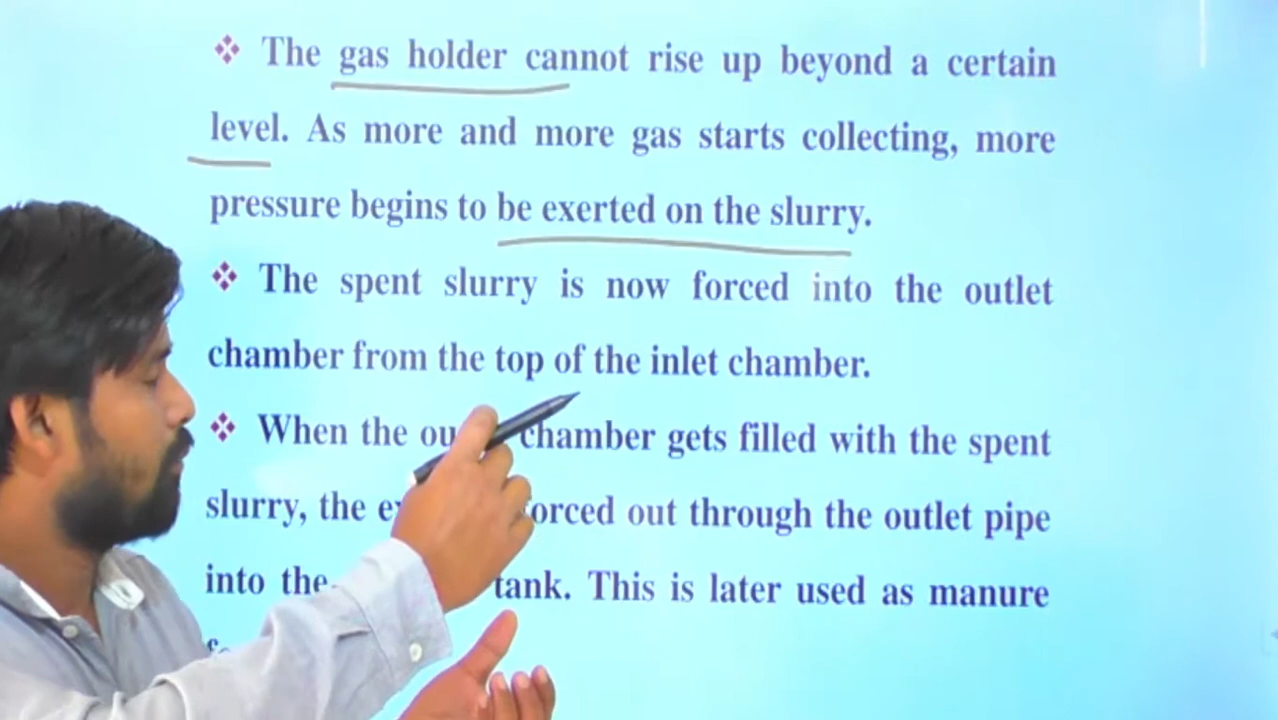 ❖ The gas holder cannot rise up beyond a certain
level. As more and more gas starts collecting, more
pressure begins to be exerted on the slurry.
❖ The spent slurry is now forced into the outlet
chamber from the top of the inlet chamber.
❖ When the chamber gets filled with the spent
slurry, the out through the outlet pipe
into the tank. This is later used as manure